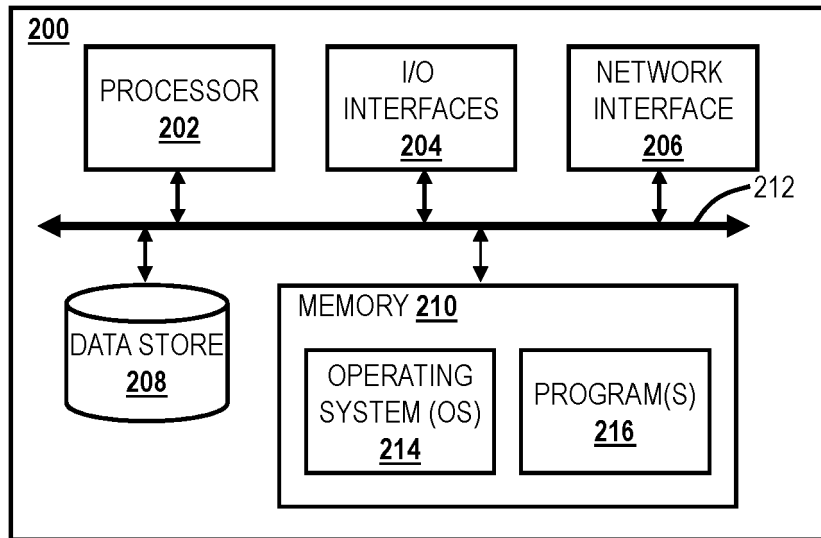 200
PROCESSOR
202
I/O
INTERFACES
204
NETWORK
INTERFACE
206
212
DATA STORE
208
MEMORY 210
OPERATING
SYSTEM (OS)
214
PROGRAM(S)
216